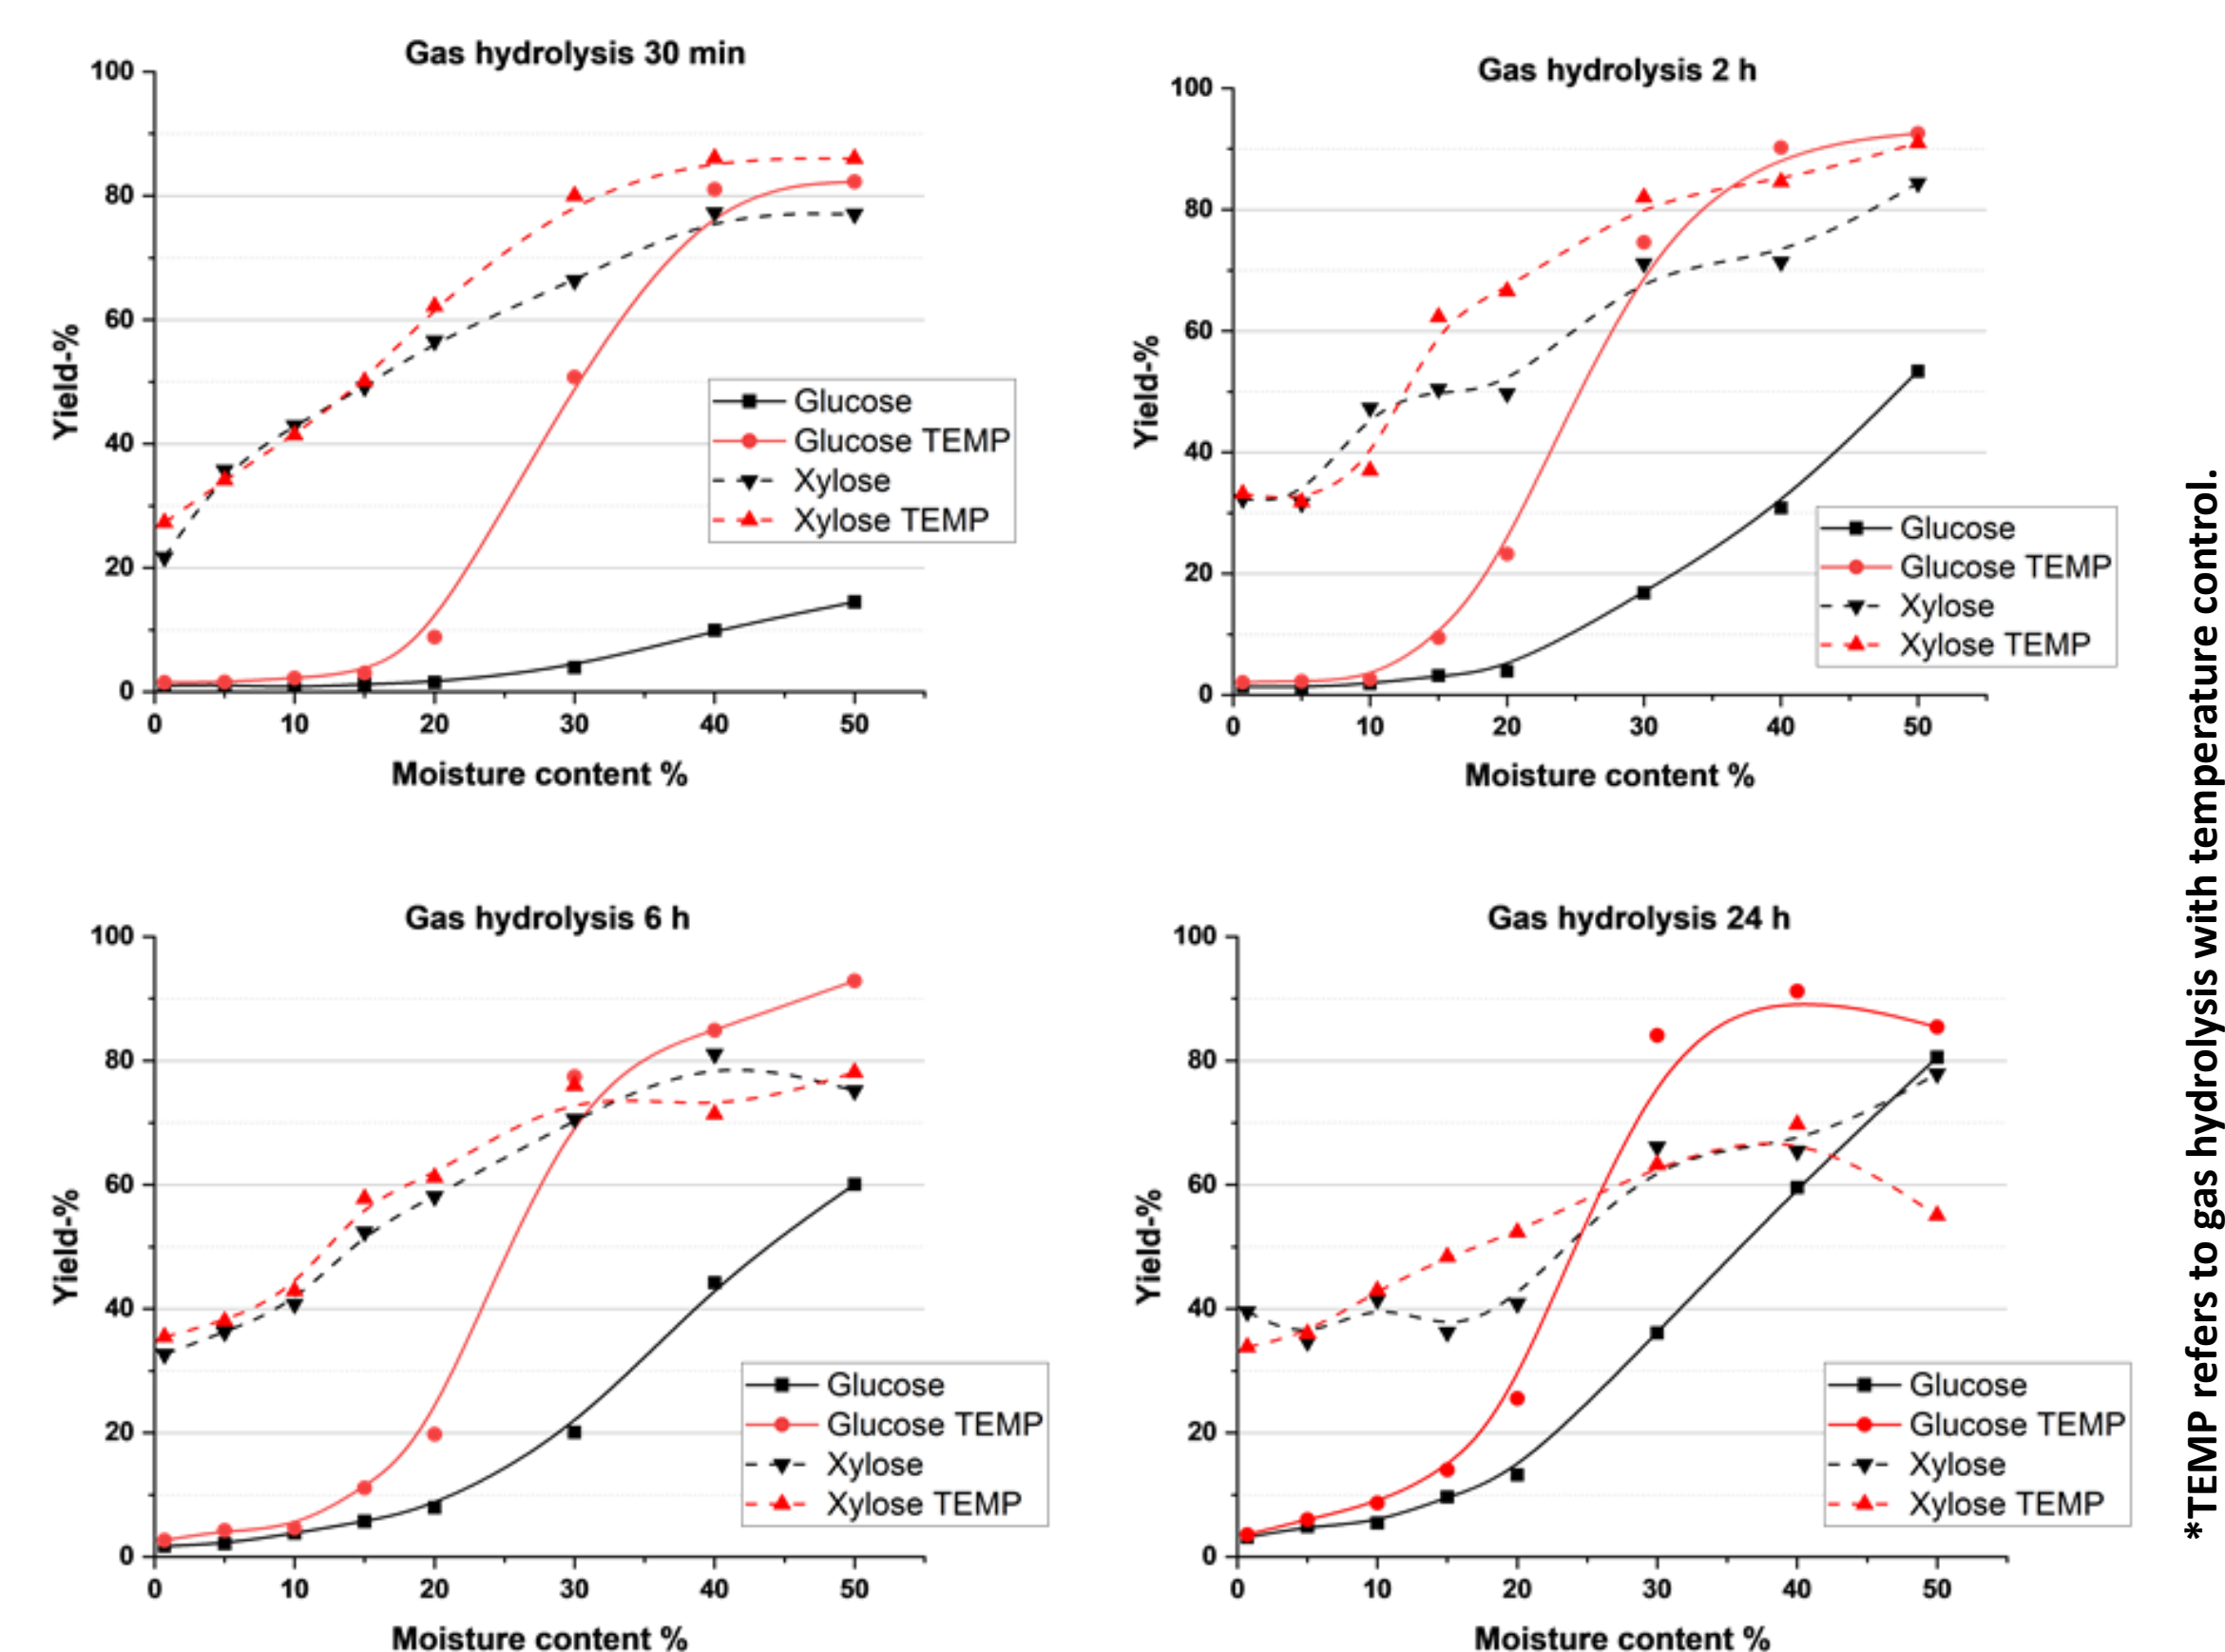 Gas hydrolysis 30 min
100
80
60
40
20
0
Yield-%
0 10 20 30 40 50
Moisture content %
Glucose
Glucose TEMP
Xylose
Xylose TEMP
Gas hydrolysis 2 h
100
80
60
40
20
0
Yield-%
0 10 20 30 40 50
Moisture content %
Glucose
Glucose TEMP
Xylose
Xylose TEMP
Gas hydrolysis 6 h
100
80
60
40
20
0
Yield-%
0 10 20 30 40 50
Moisture content %
Glucose
Glucose TEMP
Xylose
Xylose TEMP
Gas hydrolysis 24 h
100
80
60
40
20
0
Yield-%
0 10 20 30 40 50
Moisture content %
Glucose
Glucose TEMP
Xylose
Xylose TEMP
*TEMP refers to gas hydrolysis with temperature control.